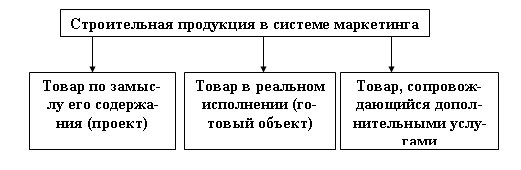 Строительная продукция в системе маркетинга
Товар по замыс-
лу его содержа-
ния (проект)
Товар в реальном
исполнении (го-
товый объект)
Товар, сопровож-
дающийся допол-
нительными услу-
гами